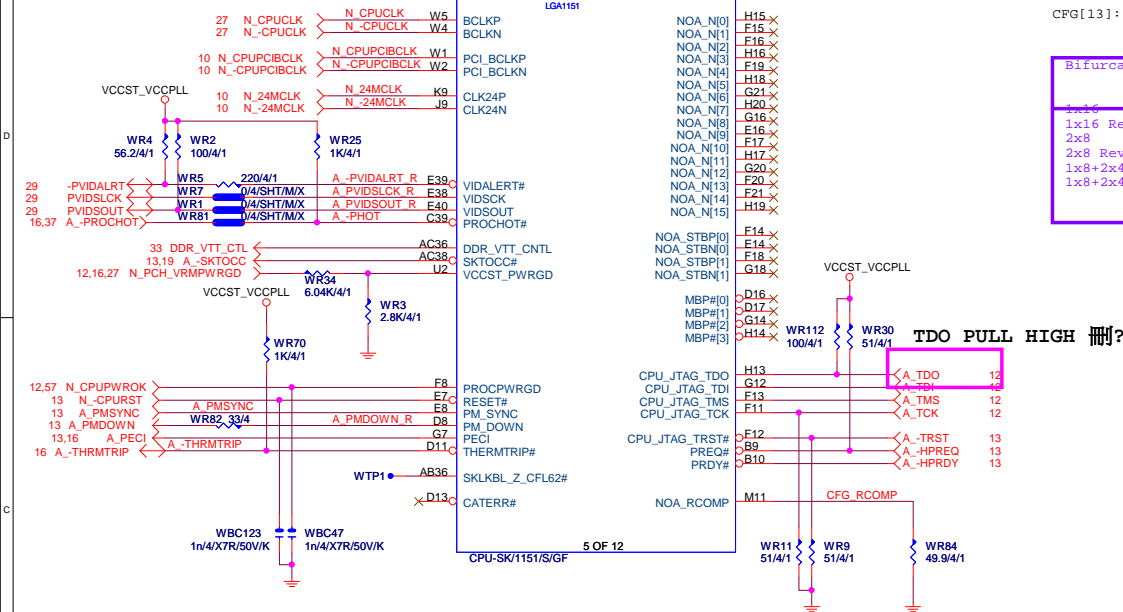 LGA1151
CFG[13]:
27 N_CPUCLK N_CPUCLK W5 BCLKP
27 N_-CPUCLK N_-CPUCLK W4 BCLKN
10 N_CPUPCIBCLK N_CPUPCIBCLK W1 PCI_BCLKP
10 N_-CPUPCIBCLK N_-CPUPCIBCLK W2 PCI_BCLKN
10 N_24MCLK N_24MCLK K9 CLK24P
10 N_-24MCLK N_-24MCLK J9 CLK24N
VCCST_VCCPLL
D
WR4 56.2/4/1
WR2 100/4/1
WR25 1K/4/1
29 -PVIDALRT WR5 220/4/1 A_-PVIDALRT_R E39 VIDALERT#
29 PVIDSLCK WR7 0/4/SHT/M/X A_PVIDSLCK_R E38 VIDSCK
29 PVIDSOUT WR1 0/4/SHT/M/X A_PVIDSOUT_R E40 VIDSOUT
16,37 A_-PROCHOT WR81 0/4/SHT/M/X A_-PHOT C39 PROCHOT#
33 DDR_VTT_CTL AC36 DDR_VTT_CNTL
13,19 A_-SKTOCC AC38 SKTOCC#
12,16,27 N_PCH_VRMPWRGD U2 VCCST_PWRGD
WR34 6.04K/4/1
VCCST_VCCPLL
WR3 2.8K/4/1
WR70 1K/4/1
12,57 N_CPUPWROK F8 PROCPWRGD
13 N_-CPURST E7 RESET#
13 A_PMSYNC A_PMSYNC E8 PM_SYNC
13 A_PMDOWN WR82 33/4 A_PMDOWN_R D8 PM_DOWN
13,16 A_PECI G7 PECI
16 A_-THRMTRIP A_-THRMTRIP D11 THERMTRIP#
WTP1 AB36 SKLKBL_Z_CFL62#
D13 CATERR#
C
WBC123 1n/4/X7R/50V/K
WBC47 1n/4/X7R/50V/K
5 OF 12
CPU-SK/1151/S/GF
NOA_N[0] H15
NOA_N[1] F15
NOA_N[2] F16
NOA_N[3] H16
NOA_N[4] F19
NOA_N[5] H18
NOA_N[6] G21
NOA_N[7] H20
NOA_N[8] G16
NOA_N[9] E16
NOA_N[10] F17
NOA_N[11] H17
NOA_N[12] G20
NOA_N[13] F20
NOA_N[14] F21
NOA_N[15] H19
NOA_STBP[0] F14
NOA_STBN[0] E14
NOA_STBP[1] F18
NOA_STBN[1] G18
MBP#[0] D16
MBP#[1] D17
MBP#[2] G14
MBP#[3] H14
VCCST_VCCPLL
WR112 100/4/1
WR30 51/4/1
TDO PULL HIGH 刪?
CPU_JTAG_TDO H13 A_TDO 12
CPU_JTAG_TDI G12 A_TDI 12
CPU_JTAG_TMS F13 A_TMS 12
CPU_JTAG_TCK F11 A_TCK 12
CPU_JTAG_TRST# F12 A_-TRST 13
PREQ# B9 A_-HPREQ 13
PRDY# B10 A_-HPRDY 13
NOA_RCOMP M11 CFG_RCOMP
WR11 51/4/1
WR9 51/4/1
WR84 49.9/4/1
Bifurca
1x16
1x16 Re
2x8
2x8 Rev
1x8+2x4
1x8+2x4